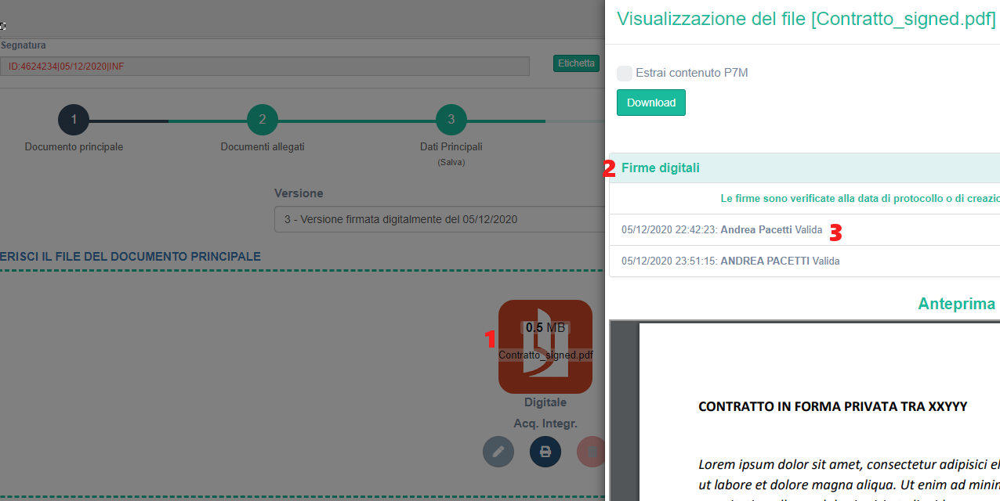 Segnatura
ID:4624234|05/12/2020|INF
Etichetta
1
2
3
Documento principale
Documenti allegati
Dati Principali
(Salva)
Versione
3 - Versione firmata digitalmente del 05/12/2020
ERISCI IL FILE DEL DOCUMENTO PRINCIPALE
1
0.5 MB
Contratto_signed.pdf
Digitale
Acq. Integr.
Visualizzazione del file [Contratto_signed.pdf]
Estrai contenuto P7M
Download
2
Firme digitali
Le firme sono verificate alla data di protocollo o di creazio
05/12/2020 22:42:23: Andrea Pacetti Valida
3
05/12/2020 23:51:15: ANDREA PACETTI Valida
Anteprima
CONTRATTO IN FORMA PRIVATA TRA XXYYY
Lorem ipsum dolor sit amet, consectetur adipisici el
ut labore et dolore magna aliqua. Ut enim ad minim